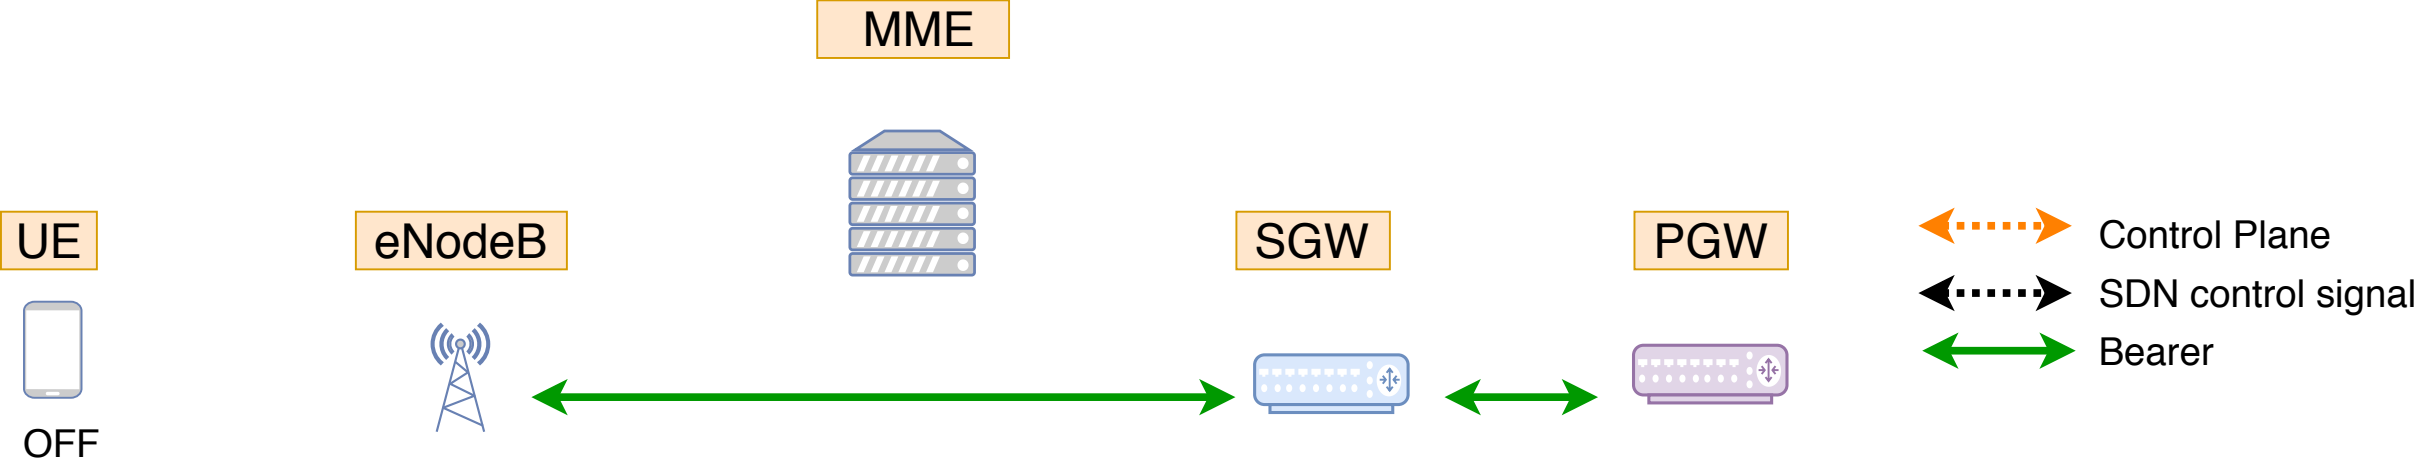 MME
UE
eNodeB
SGW
PGW
Control Plane
SDN control signal
Bearer
OFF